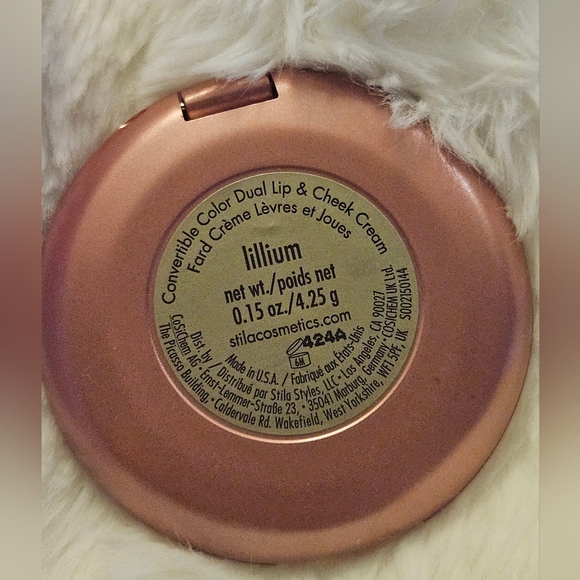 Convertible Color Dual Lip & Cheek Cream
Fard Crème Lèvres et Joues
lillium
net wt./poids net
0.15 oz./4.25 g
stilacosmetics.com
424A
6M
Made in U.S.A. / Fabriqué aux États-Unis
Dist. by / Distribué par Stila Styles, LLC • Los Angeles, CA 90027
CoSiChem AG • Ernst-Lemmer-Straße 23, • 35041 Marburg, Germany • COSICHEM UK Ltd.
The Picasso Building, • Caldervale Rd. Wakefield, West Yorkshire, WF1 5PF, UK S002150144